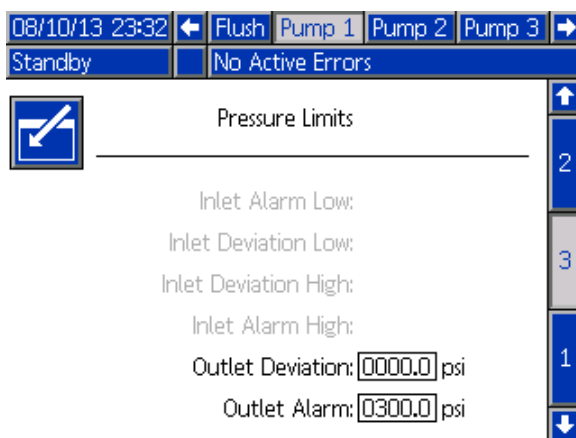 08/10/13 23:32 Flush Pump 1 Pump 2 Pump 3
Standby No Active Errors
Pressure Limits
2
Inlet Alarm Low:
Inlet Deviation Low:
3
Inlet Deviation High:
Inlet Alarm High:
Outlet Deviation: 0000.0 psi
1
Outlet Alarm: 0300.0 psi